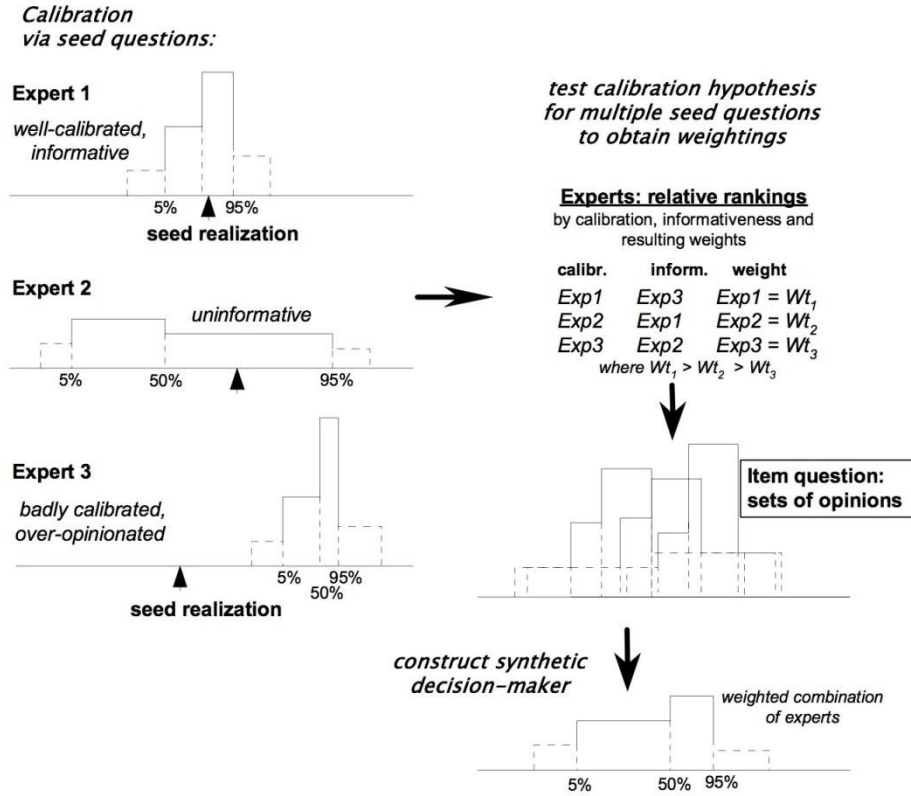 Calibration
via seed questions:
Expert 1
well-calibrated,
informative
5%
95%
seed realization
Expert 2
uninformative
5%
50%
95%
Expert 3
badly calibrated,
over-opinionated
5%
95%
50%
seed realization
test calibration hypothesis
for multiple seed questions
to obtain weightings
Experts: relative rankings
by calibration, informativeness and
resulting weights
calibr. inform. weight
Exp1 Exp3 Exp1 = Wt1
Exp2 Exp1 Exp2 = Wt2
Exp3 Exp2 Exp3 = Wt3
where Wt1 > Wt2 > Wt3
Item question:
sets of opinions
construct synthetic
decision-maker
weighted combination
of experts
5%
50%
95%